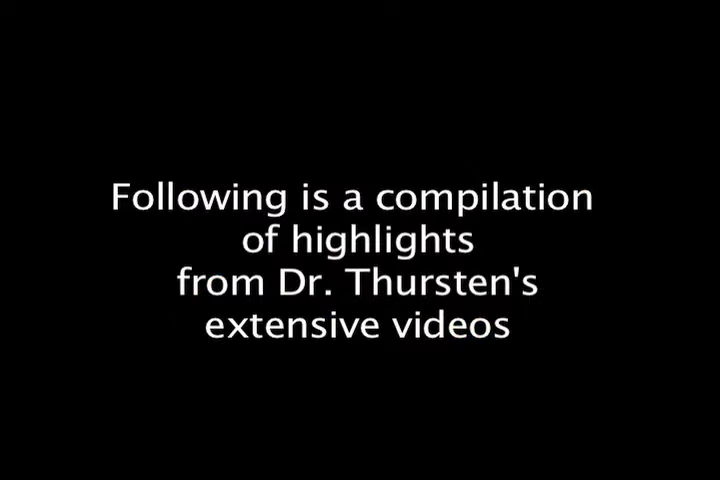 Following is a compilation
of highlights
from Dr. Thursten's
extensive videos